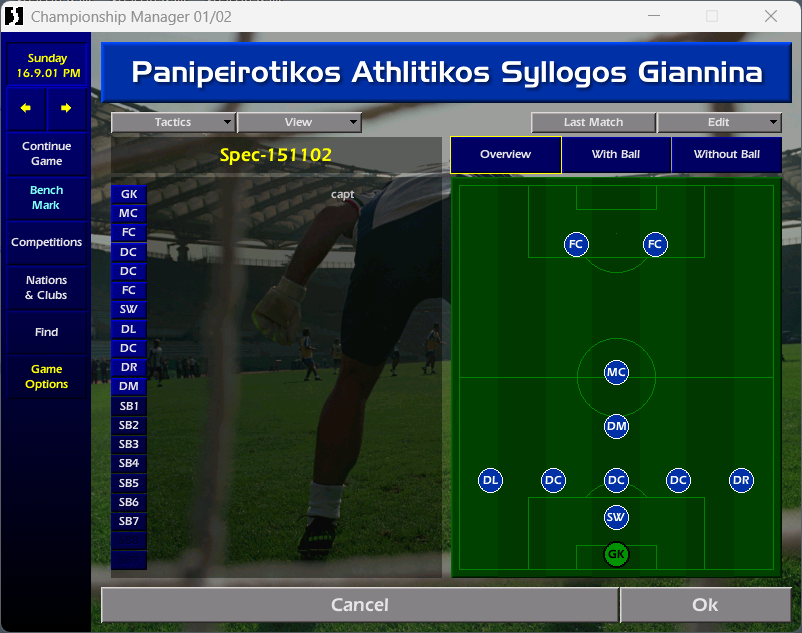 Championship Manager 01/02
Sunday
16.9.01 PM
Continue
Game
Bench
Mark
Competitions
Nations
& Clubs
Find
Game
Options
Panipeirotikos Athlitikos Syllogos Giannina
Tactics
View
Last Match
Edit
Spec-151102
GK capt
MC
FC
DC
DC
FC
SW
DL
DC
DR
DM
SB1
SB2
SB3
SB4
SB5
SB6
SB7
Overview
With Ball
Without Ball
FC FC
MC
DM
DL DC DC DC DR
SW
GK
Cancel
Ok